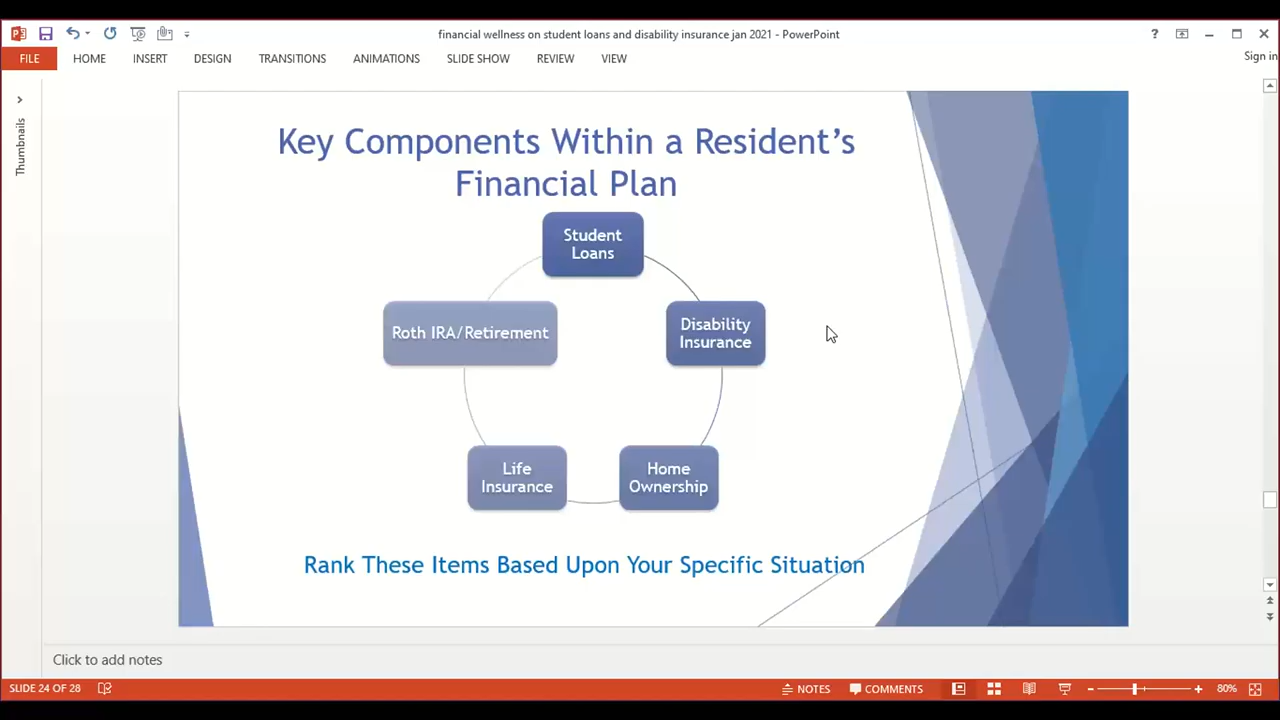 financial wellness on student loans and disability insurance jan 2021 - PowerPoint
?
Sign in
FILE HOME INSERT DESIGN TRANSITIONS ANIMATIONS SLIDE SHOW REVIEW VIEW
Thumbnails
Key Components Within a Resident's
Financial Plan
Student
Loans
Roth IRA/Retirement
Disability
Insurance
Life
Insurance
Home
Ownership
Rank These Items Based Upon Your Specific Situation
Click to add notes
SLIDE 24 OF 28
NOTES
COMMENTS
80%